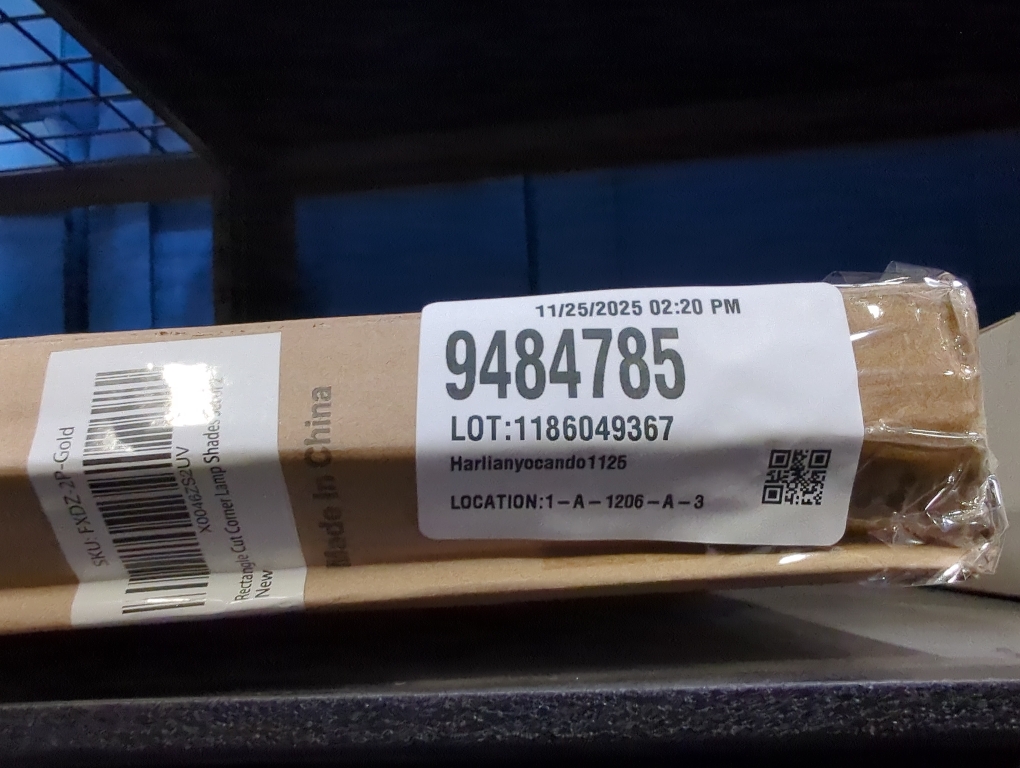 SKU: FXDZ-2P-Gold
X0046ZS2UV
Rectangle Cut Corner Lamp Shades
New
Made in China
11/25/2025 02:20 PM
9484785
LOT:1186049367
Harlianyocando1125
LOCATION:1-A-1206-A-3